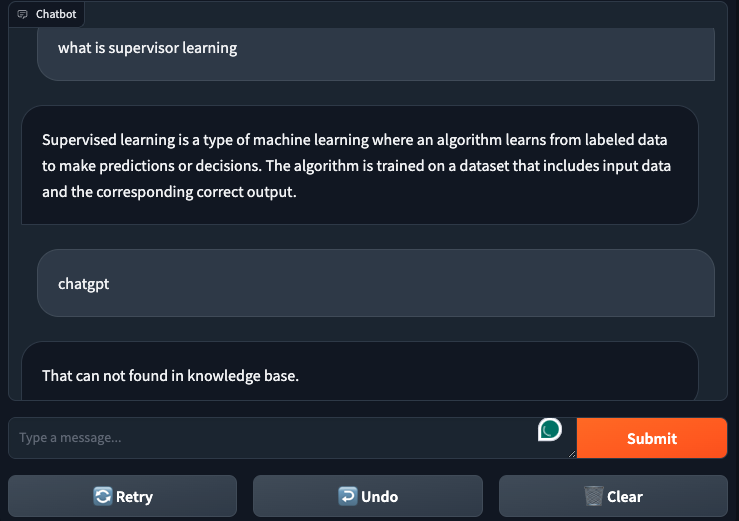 Chatbot
what is supervisor learning
Supervised learning is a type of machine learning where an algorithm learns from labeled data
to make predictions or decisions. The algorithm is trained on a dataset that includes input data
and the corresponding correct output.
chatgpt
That can not found in knowledge base.
Type a message...
Submit
Retry
Undo
Clear